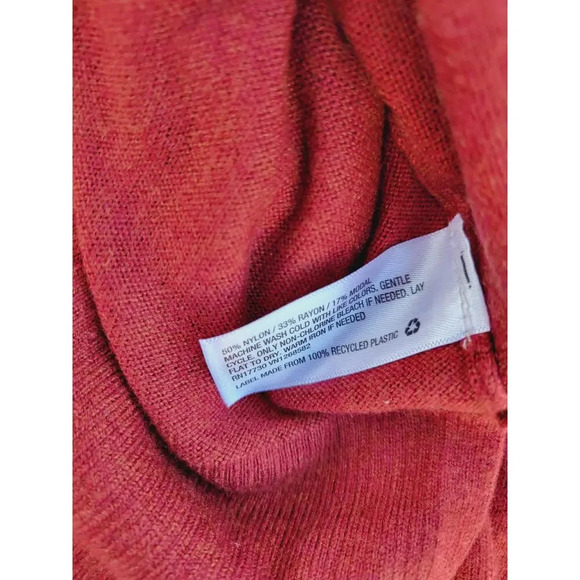 50% NYLON / 33% RAYON / 17% MODAL
MACHINE WASH COLD WITH LIKE COLORS, GENTLE
CYCLE. ONLY NON-CHLORINE BLEACH IF NEEDED. LAY
FLAT TO DRY. WARM IRON IF NEEDED
RN17730 VN1268582
LABEL MADE FROM 100% RECYCLED PLASTIC